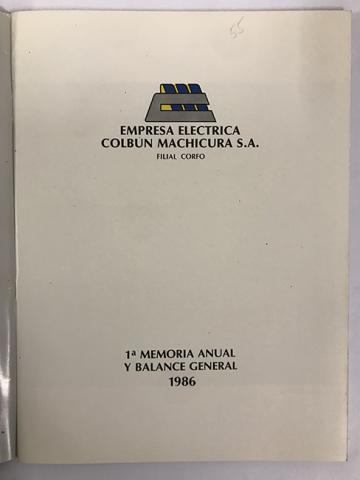 55
EMPRESA ELECTRICA
COLBUN MACHICURA S.A.
FILIAL CORFO
1ª MEMORIA ANUAL
Y BALANCE GENERAL
1986